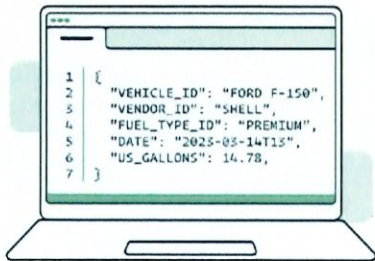 1 {
2 "VEHICLE_ID": "FORD F-150",
3 "VENDOR_ID": "SHELL",
4 "FUEL_TYPE_ID": "PREMIUM",
5 "DATE": "2023-03-14T13",
6 "US_GALLONS": 14.78,
7 }